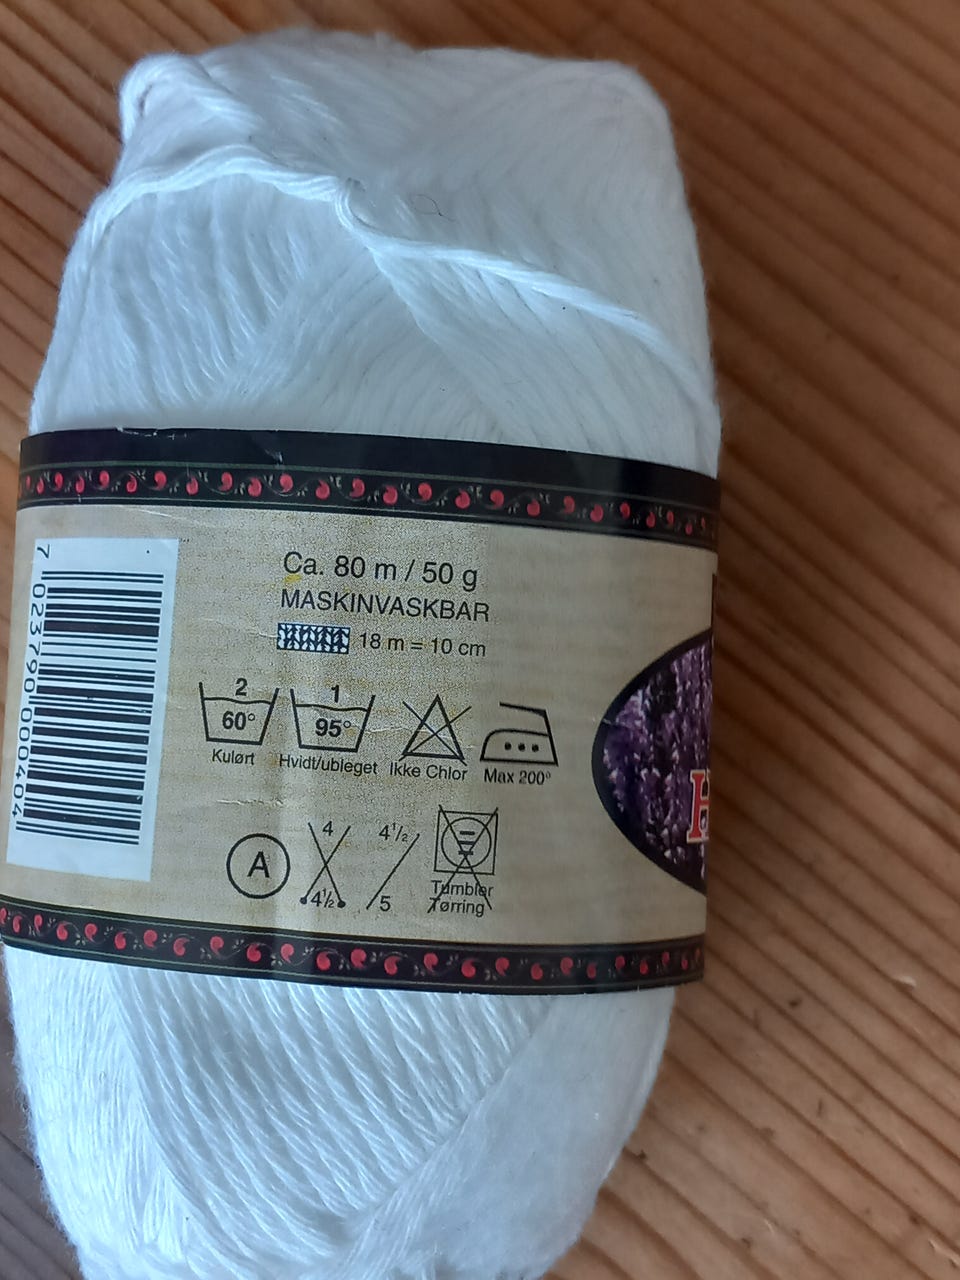 Ca. 80 m / 50 g
MASKINVASKBAR
18 m = 10 cm
2
60°
Kulørt
1
95°
Hvidt/ubleget
Ikke Chlor
Max 200°
A
4
4½
4½
5
Tumbler
Tørring
7 023790 000404
H